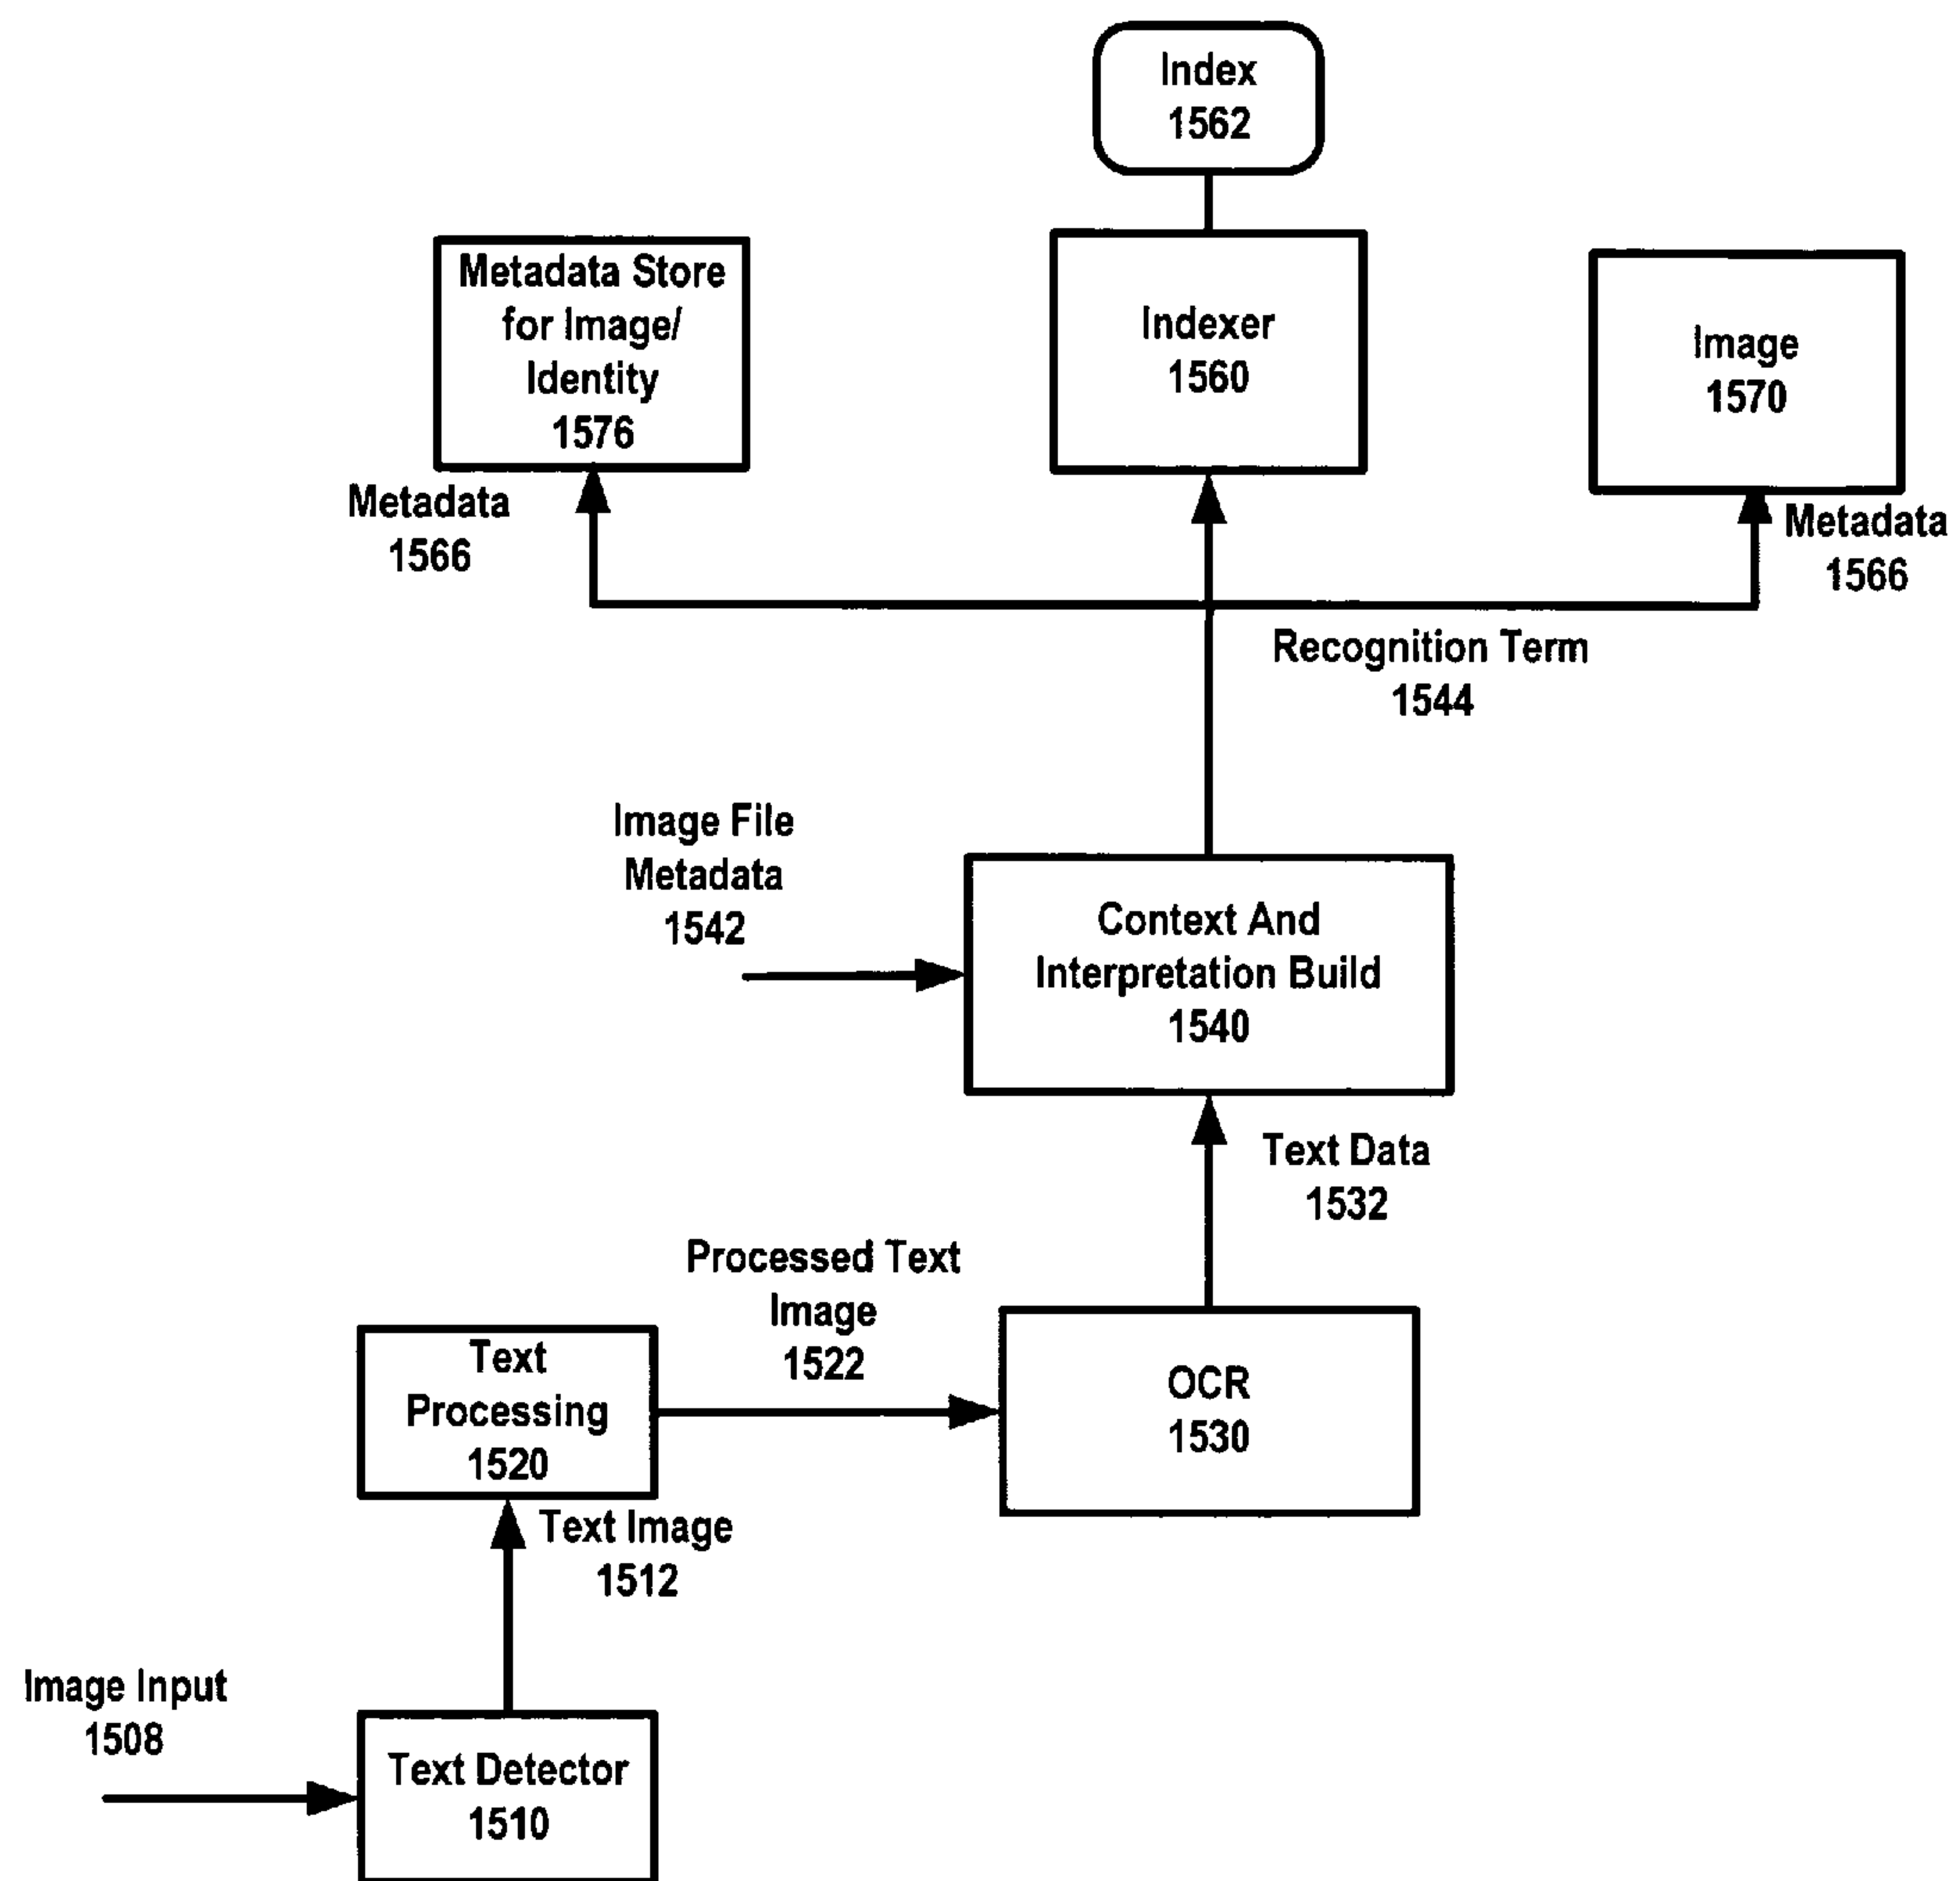 Index
1562
Metadata Store
for Image/
Identity
1576
Indexer
1560
Image
1570
Metadata
1566
Metadata
1566
Recognition Term
1544
Image File
Metadata
1542
Context And
Interpretation Build
1540
Text Data
1532
Processed Text
Image
1522
Text
Processing
1520
OCR
1530
Text Image
1512
Image Input
1508
Text Detector
1510